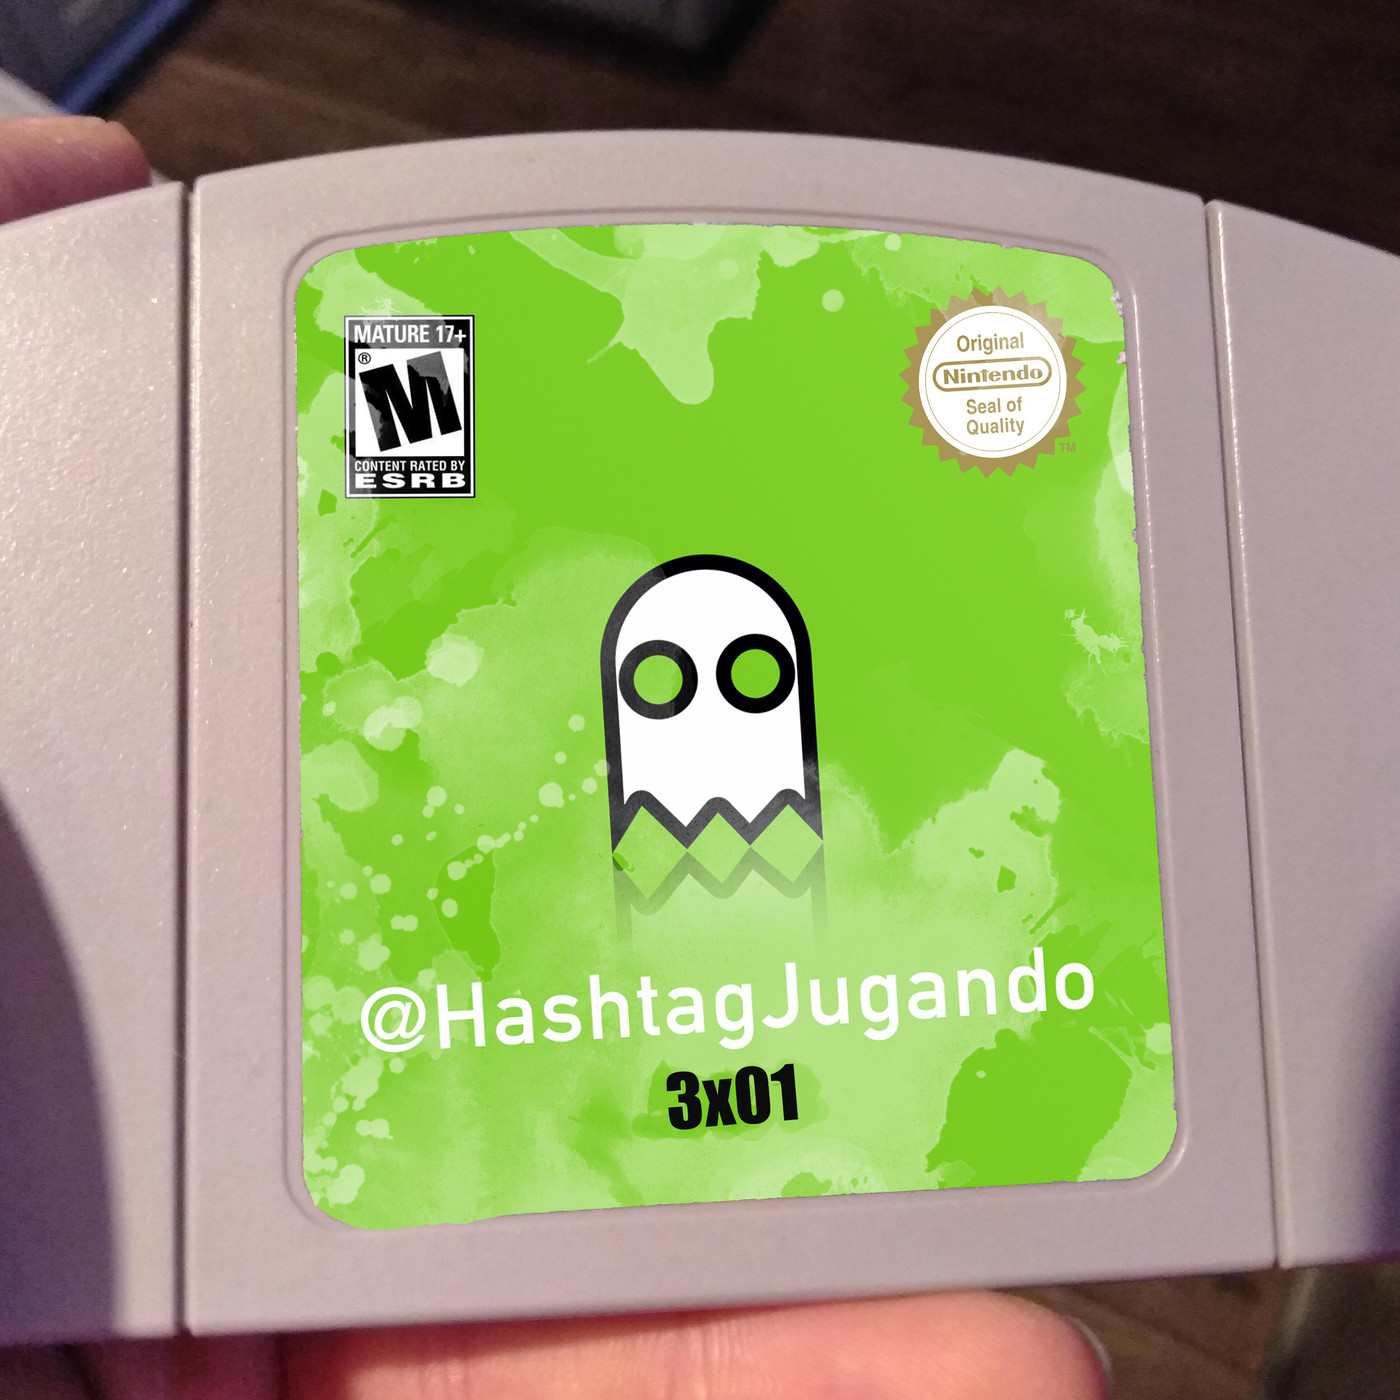 MATURE 17+
®
M
CONTENT RATED BY
ESRB
Original
Nintendo
Seal of
Quality
TM
@HashtagJugando
3x01